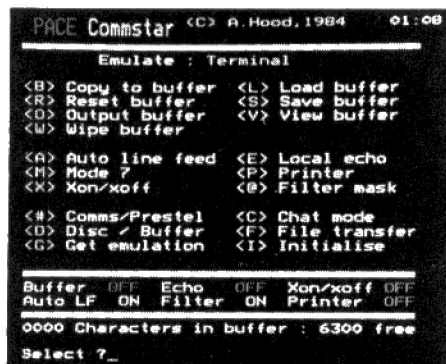 PACE Commstar (C) A.Hood,1984 01:00
Emulate : Terminal
<B> Copy to buffer <L> Load buffer
<R> Reset buffer <S> Save buffer
<O> Output buffer <V> View buffer
<W> Wipe buffer
<A> Auto line feed <E> Local echo
<M> Mode 7 <P> Printer
<X> Xon/xoff <@> Filter mask
<#> Comms/Prestel <C> Chat mode
<D> Disc / Buffer <F> File transfer
<G> Get emulation <I> Initialise
Buffer OFF Echo OFF Xon/xoff OFF
Auto LF ON Filter ON Printer OFF
0000 Characters in buffer : 6300 free
Select ?_